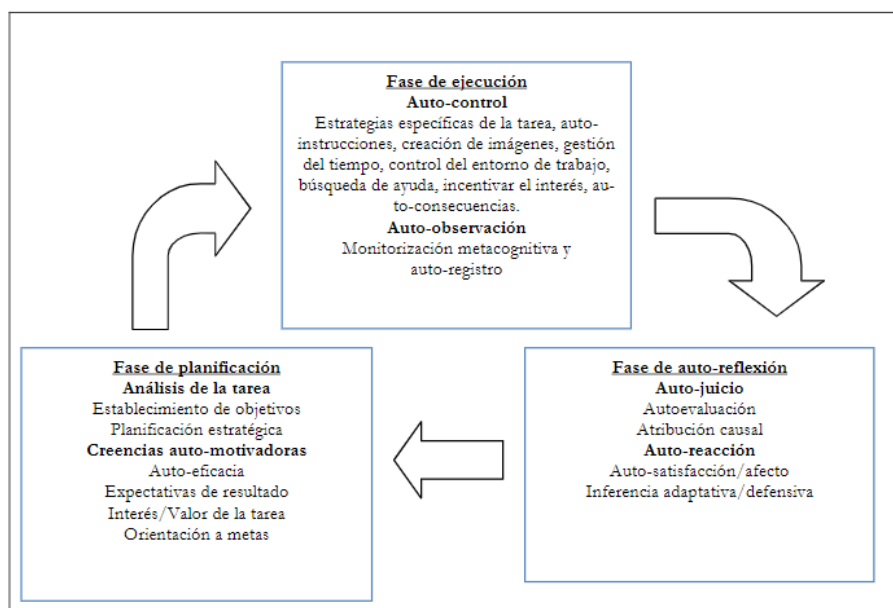 Fase de ejecución
Auto-control
Estrategias específicas de la tarea, auto-
instrucciones, creación de imágenes, gestión
del tiempo, control del entorno de trabajo,
búsqueda de ayuda, incentivar el interés, au-
to-consecuencias.
Auto-observación
Monitorización metacognitiva y
auto-registro
Fase de planificación
Análisis de la tarea
Establecimiento de objetivos
Planificación estratégica
Creencias auto-motivadoras
Auto-eficacia
Expectativas de resultado
Interés/Valor de la tarea
Orientación a metas
Fase de auto-reflexión
Auto-juicio
Autoevaluación
Atribución causal
Auto-reacción
Auto-satisfacción/afecto
Inferencia adaptativa/defensiva